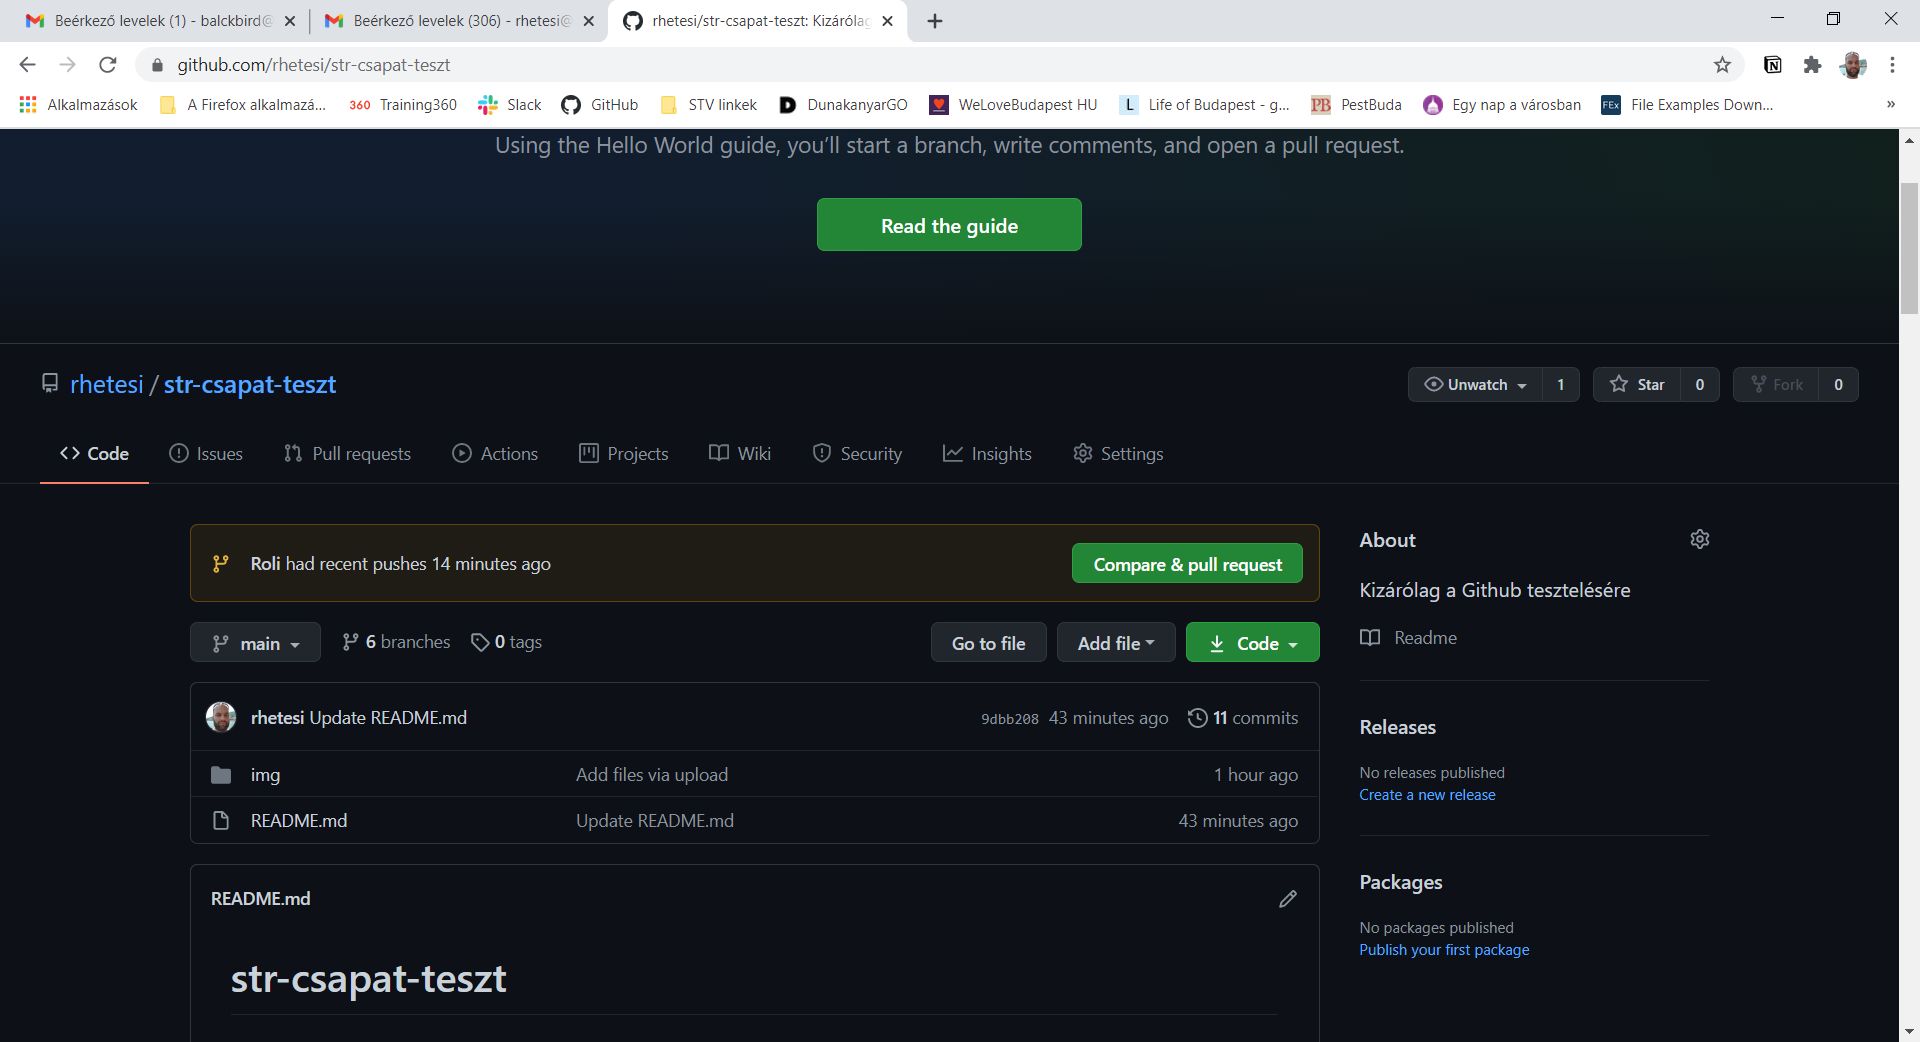 Beérkező levelek (1) - balckbird@
Beérkező levelek (306) - rhetesi@
rhetesi/str-csapat-teszt: Kizáróla
github.com/rhetesi/str-csapat-teszt
Alkalmazások
A Firefox alkalmazá...
360 Training360
Slack
GitHub
STV linkek
D DunakanyarGO
WeLoveBudapest HU
L Life of Budapest - g...
PB PestBuda
Egy nap a városban
FEx File Examples Down...
»
Using the Hello World guide, you’ll start a branch, write comments, and open a pull request.
Read the guide
rhetesi / str-csapat-teszt
Unwatch 1
Star 0
Fork 0
Code
Issues
Pull requests
Actions
Projects
Wiki
Security
Insights
Settings
Roli had recent pushes 14 minutes ago
Compare & pull request
main
6 branches
0 tags
Go to file
Add file
Code
rhetesi Update README.md 9dbb208 43 minutes ago 11 commits
img Add files via upload 1 hour ago
README.md Update README.md 43 minutes ago
README.md
str-csapat-teszt
About
Kizárólag a Github tesztelésére
Readme
Releases
No releases published
Create a new release
Packages
No packages published
Publish your first package